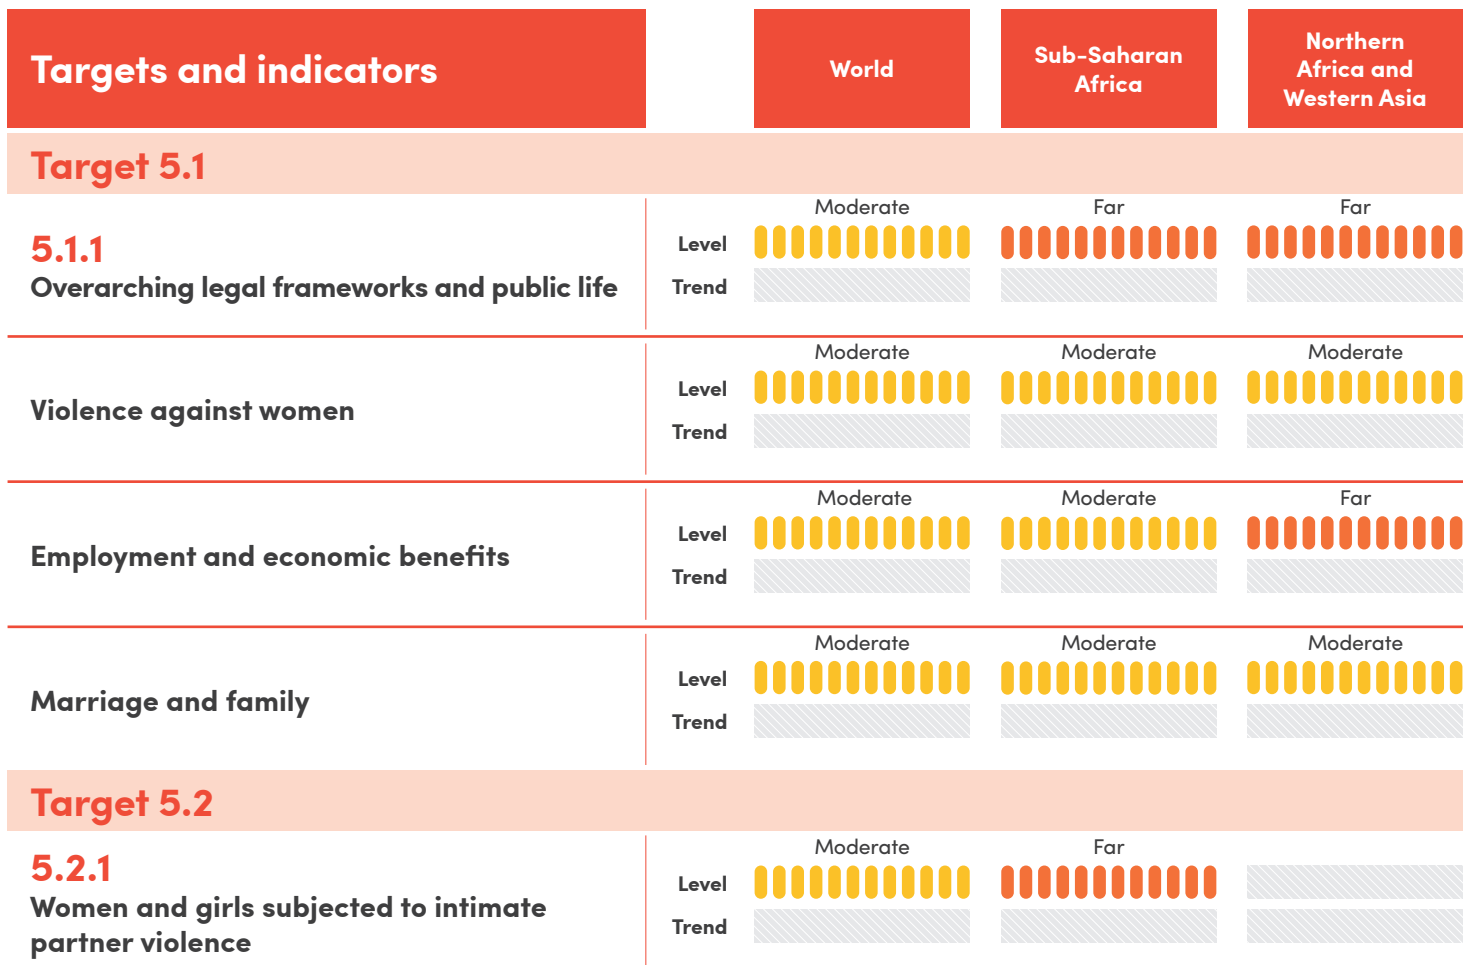 Targets and indicators
World
Sub-Saharan
Africa
Northern
Africa and
Western Asia
Target 5.1
5.1.1
Overarching legal frameworks and public life
Moderate
Far
Far
Level
Trend
Violence against women
Moderate
Moderate
Moderate
Level
Trend
Employment and economic benefits
Moderate
Moderate
Far
Level
Trend
Marriage and family
Moderate
Moderate
Moderate
Level
Trend
Target 5.2
5.2.1
Women and girls subjected to intimate
partner violence
Moderate
Far
Level
Trend